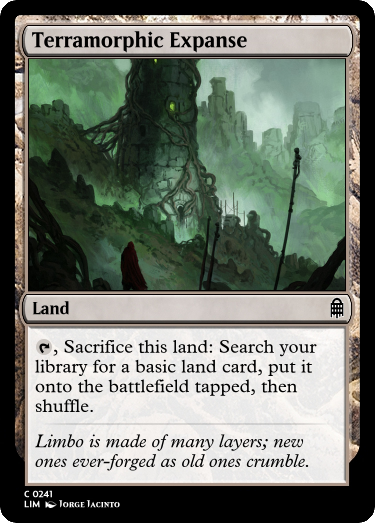 Terramorphic Expanse
Land
, Sacrifice this land: Search your
library for a basic land card, put it
onto the battlefield tapped, then
shuffle.
Limbo is made of many layers; new
ones ever-forged as old ones crumble.
C 0241
LIM Jorge Jacinto